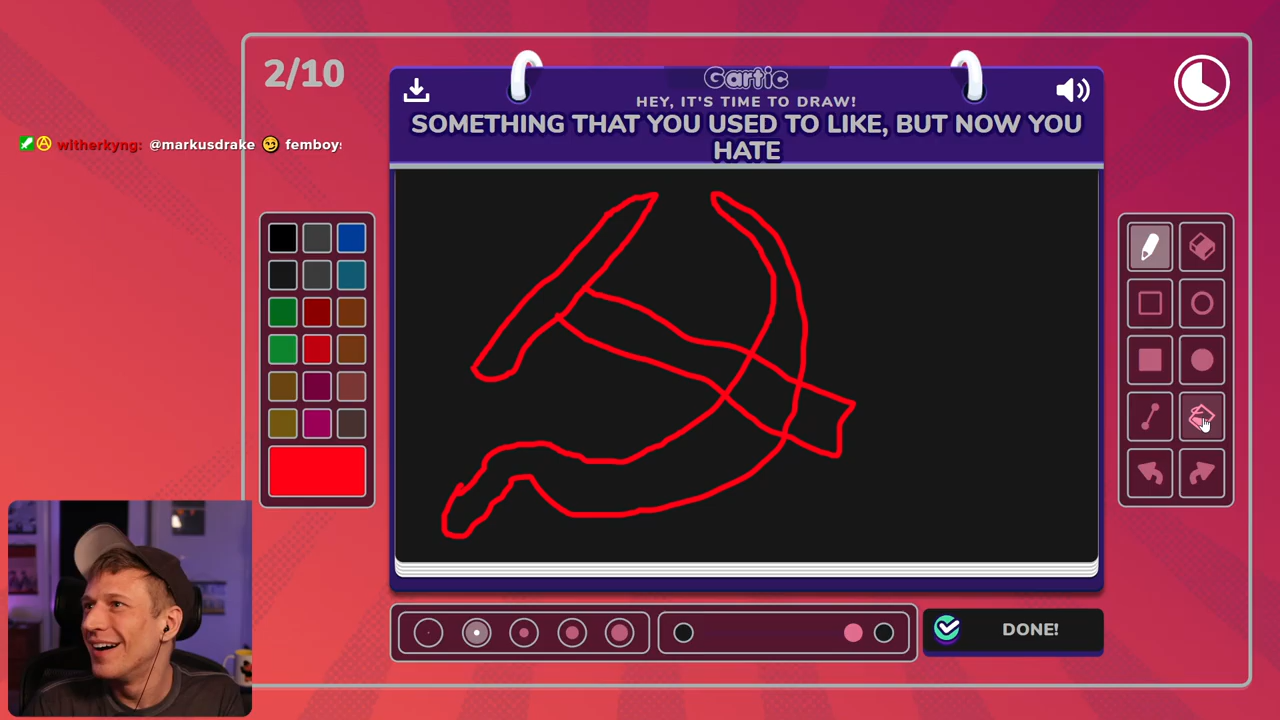 2/10
Gartic
HEY, IT'S TIME TO DRAW!
SOMETHING THAT YOU USED TO LIKE, BUT NOW YOU
HATE
witherkyng: @markusdrake 😏 femboys
DONE!